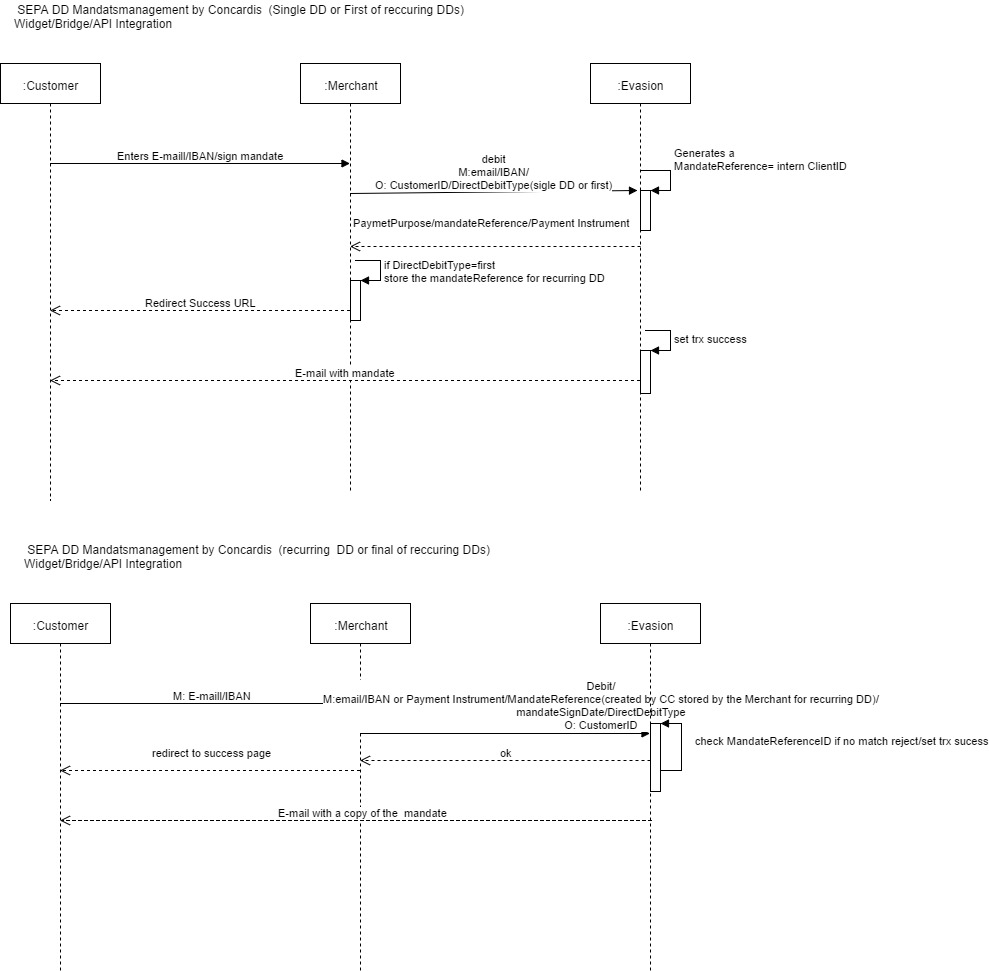 SEPA DD Mandatsmanagement by Concardis  (Single DD or First of reccuring DDs)
Widget/Bridge/API Integration
:Customer
:Merchant
:Evasion
Enters E-maill/IBAN/sign mandate
debit
M:email/IBAN/
O: CustomerID/DirectDebitType(sigle DD or first)
Generates a
MandateReference= intern ClientID
PaymetPurpose/mandateReference/Payment Instrument
if DirectDebitType=first
store the mandateReference for recurring DD
Redirect Success URL
set trx success
E-mail with mandate
SEPA DD Mandatsmanagement by Concardis  (recurring  DD or final of reccuring DDs)
Widget/Bridge/API Integration
:Customer
:Merchant
:Evasion
M: E-maill/IBAN
Debit/
M:email/IBAN or Payment Instrument/MandateReference(created by CC stored by the Merchant for recurring DD)/
mandateSignDate/DirectDebitType
O: CustomerID
check MandateReferenceID if no match reject/set trx sucess
redirect to success page
ok
E-mail with a copy of the  mandate